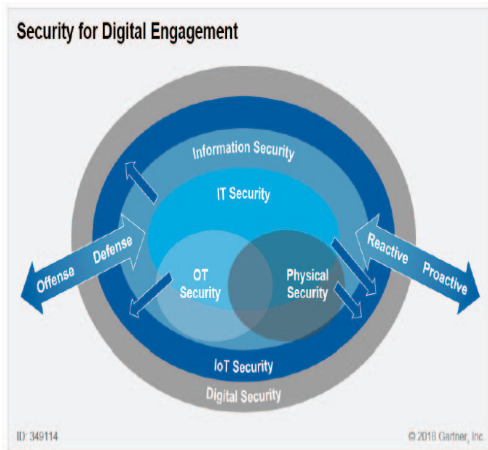 Security for Digital Engagement
Information Security
IT Security
Offense Defense
Reactive Proactive
OT
Security
Physical
Security
IoT Security
Digital Security
ID: 349114
© 2018 Gartner, Inc.